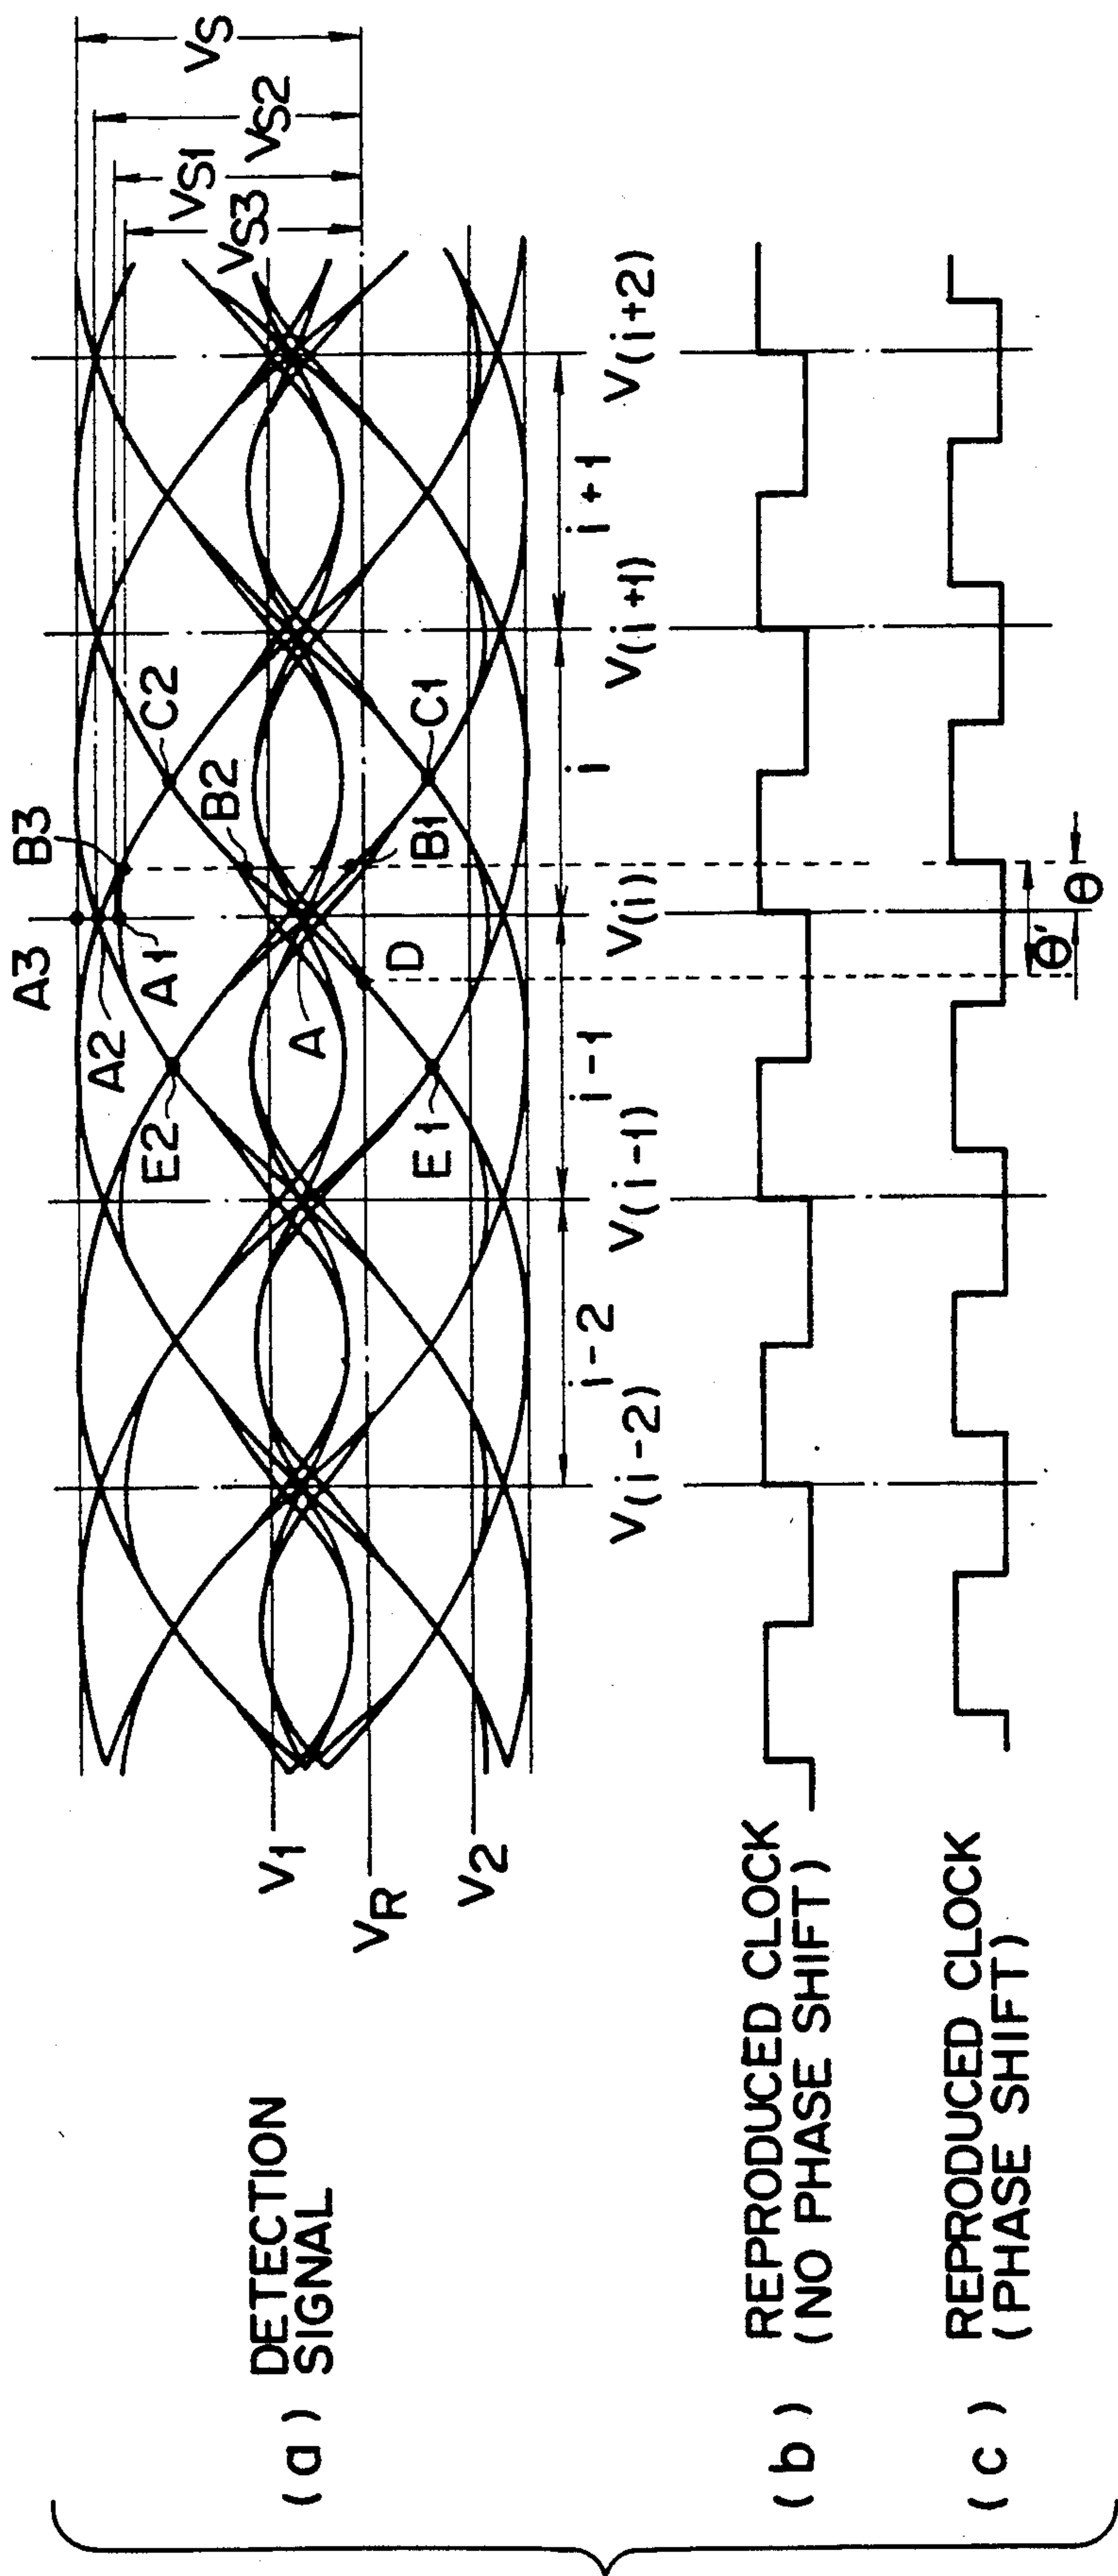 (a) DETECTION
SIGNAL
V1
VR
V2
A3
B3
A2
A1
E2
B2
C2
A
D
B1
C1
E1
VS3
VS1
VS2
VS
i-2
i-1
i
i+1
V(i-2)
V(i-1)
V(i)
V(i+1)
V(i+2)
(b) REPRODUCED CLOCK
(NO PHASE SHIFT)
(c) REPRODUCED CLOCK
(PHASE SHIFT)
θ'
θ